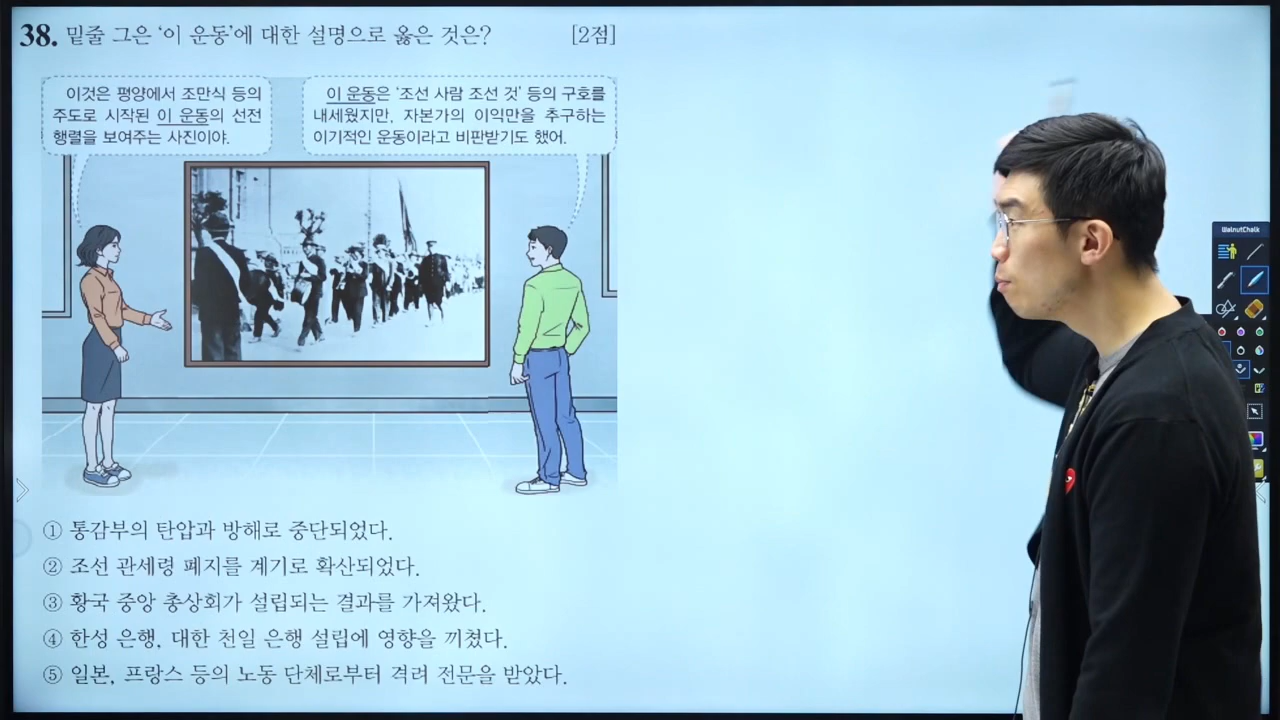 38. 밑줄 그은 ‘이 운동’에 대한 설명으로 옳은 것은? [2점]
이것은 평양에서 조만식 등의
주도로 시작된 이 운동의 선전
행렬을 보여주는 사진이야.
이 운동은 ‘조선 사람 조선 것’ 등의 구호를
내세웠지만, 자본가의 이익만을 추구하는
이기적인 운동이라고 비판받기도 했어.
① 통감부의 탄압과 방해로 중단되었다.
② 조선 관세령 폐지를 계기로 확산되었다.
③ 황국 중앙 총상회가 설립되는 결과를 가져왔다.
④ 한성 은행, 대한 천일 은행 설립에 영향을 끼쳤다.
⑤ 일본, 프랑스 등의 노동 단체로부터 격려 전문을 받았다.
WalnutChalk